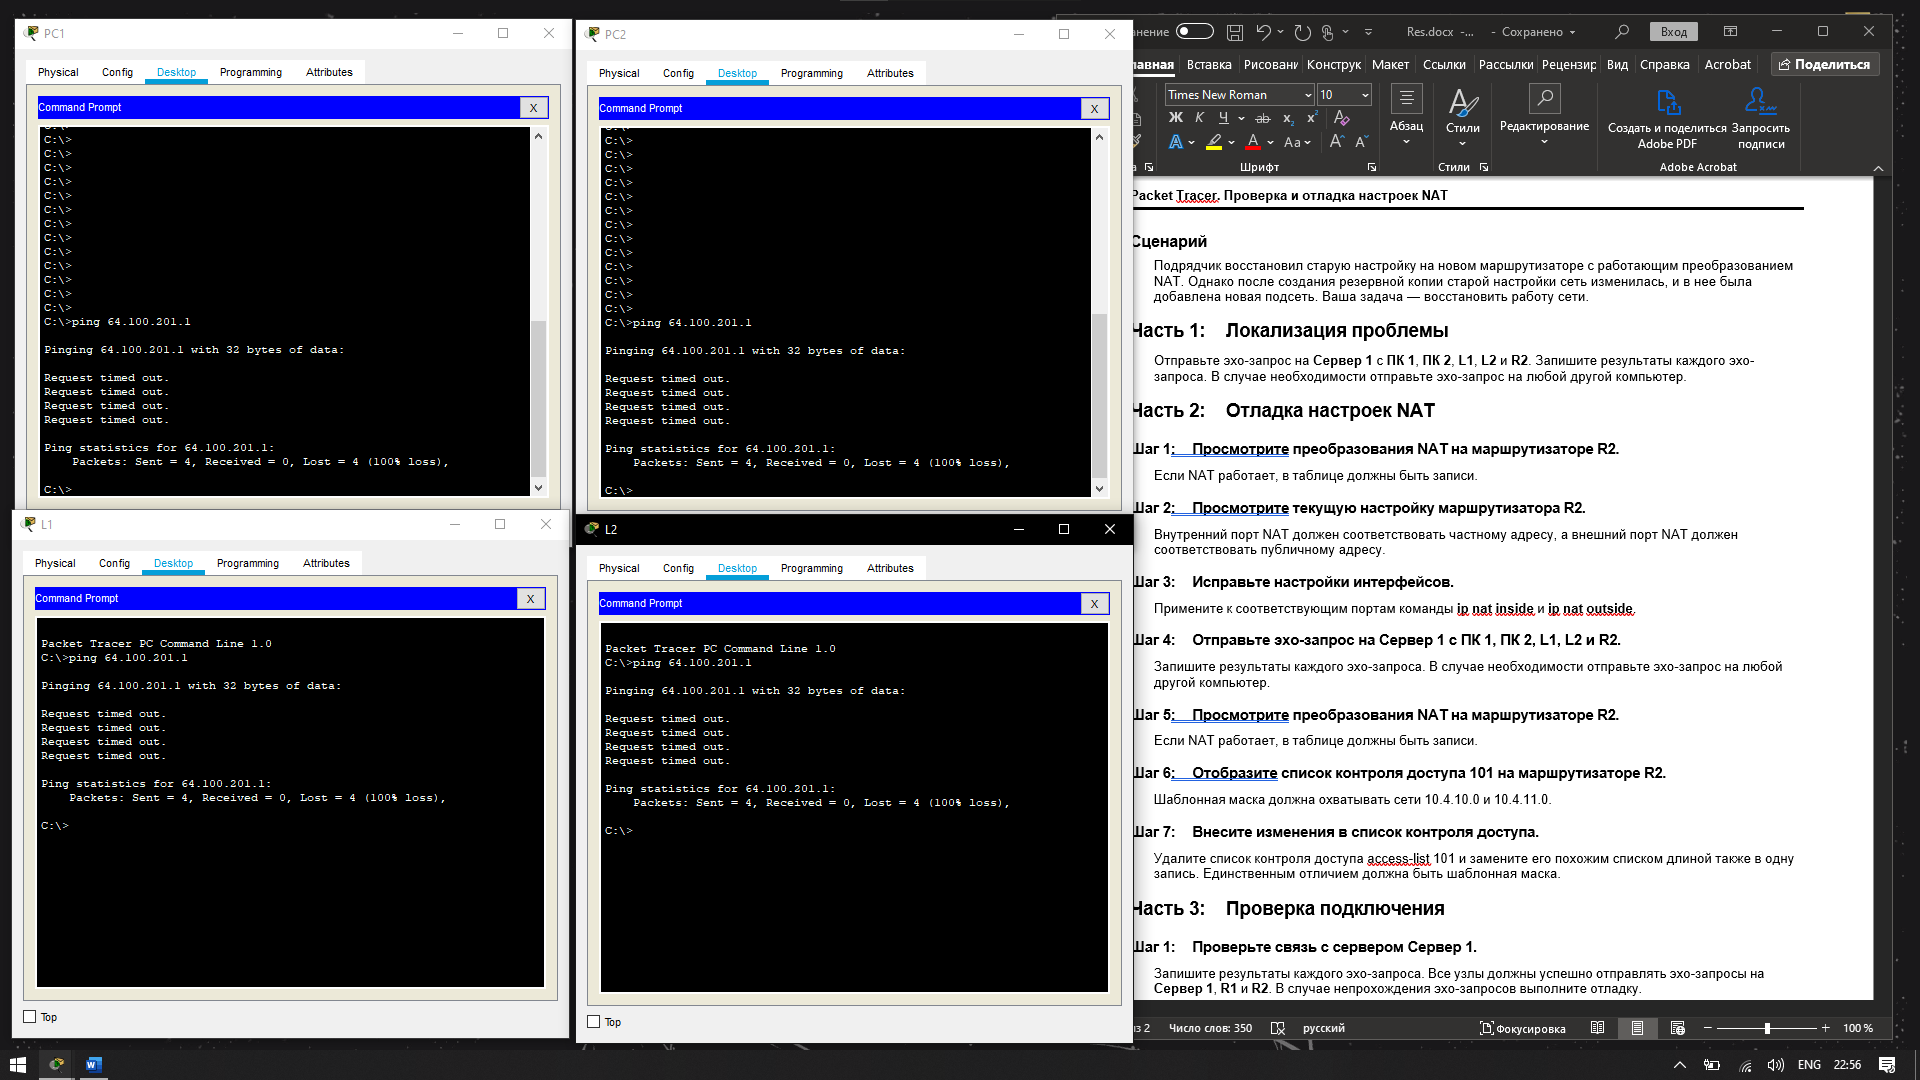 PC1
Physical Config Desktop Programming Attributes
Command Prompt X
C:\>
C:\>
C:\>
C:\>
C:\>
C:\>
C:\>
C:\>
C:\>
C:\>
C:\>
C:\>
C:\>
C:\>ping 64.100.201.1
Pinging 64.100.201.1 with 32 bytes of data:
Request timed out.
Request timed out.
Request timed out.
Request timed out.
Ping statistics for 64.100.201.1:
Packets: Sent = 4, Received = 0, Lost = 4 (100% loss),
C:\>
PC2
Physical Config Desktop Programming Attributes
Command Prompt X
C:\>
C:\>
C:\>
C:\>
C:\>
C:\>
C:\>
C:\>
C:\>
C:\>
C:\>
C:\>
C:\>
C:\>ping 64.100.201.1
Pinging 64.100.201.1 with 32 bytes of data:
Request timed out.
Request timed out.
Request timed out.
Request timed out.
Ping statistics for 64.100.201.1:
Packets: Sent = 4, Received = 0, Lost = 4 (100% loss),
C:\>
L1
Physical Config Desktop Programming Attributes
Command Prompt X
Packet Tracer PC Command Line 1.0
C:\>ping 64.100.201.1
Pinging 64.100.201.1 with 32 bytes of data:
Request timed out.
Request timed out.
Request timed out.
Request timed out.
Ping statistics for 64.100.201.1:
Packets: Sent = 4, Received = 0, Lost = 4 (100% loss),
C:\>
Top
L2
Physical Config Desktop Programming Attributes
Command Prompt X
Packet Tracer PC Command Line 1.0
C:\>ping 64.100.201.1
Pinging 64.100.201.1 with 32 bytes of data:
Request timed out.
Request timed out.
Request timed out.
Request timed out.
Ping statistics for 64.100.201.1:
Packets: Sent = 4, Received = 0, Lost = 4 (100% loss),
C:\>
Top
нение Res.docx -... - Сохранено Вход
лавная Вставка Рисовани Конструк Макет Ссылки Рассылки Рецензир Вид Справка Acrobat Поделиться
Times New Roman 10
Ж К Ч ab x₂ x² A
A A Aa A A
Абзац
Стили
Редактирование
Создать и поделиться Adobe PDF
Запросить подписи
Шрифт Стили Adobe Acrobat
Packet Tracer. Проверка и отладка настроек NAT
Сценарий
Подрядчик восстановил старую настройку на новом маршрутизаторе с работающим преобразованием
NAT. Однако после создания резервной копии старой настройки сеть изменилась, и в нее была
добавлена новая подсеть. Ваша задача — восстановить работу сети.
Часть 1: Локализация проблемы
Отправьте эхо-запрос на Сервер 1 с ПК 1, ПК 2, L1, L2 и R2. Запишите результаты каждого эхо-
запроса. В случае необходимости отправьте эхо-запрос на любой другой компьютер.
Часть 2: Отладка настроек NAT
Шаг 1: Просмотрите преобразования NAT на маршрутизаторе R2.
Если NAT работает, в таблице должны быть записи.
Шаг 2: Просмотрите текущую настройку маршрутизатора R2.
Внутренний порт NAT должен соответствовать частному адресу, а внешний порт NAT должен
соответствовать публичному адресу.
Шаг 3: Исправьте настройки интерфейсов.
Примените к соответствующим портам команды ip nat inside и ip nat outside.
Шаг 4: Отправьте эхо-запрос на Сервер 1 с ПК 1, ПК 2, L1, L2 и R2.
Запишите результаты каждого эхо-запроса. В случае необходимости отправьте эхо-запрос на любой
другой компьютер.
Шаг 5: Просмотрите преобразования NAT на маршрутизаторе R2.
Если NAT работает, в таблице должны быть записи.
Шаг 6: Отобразите список контроля доступа 101 на маршрутизаторе R2.
Шаблонная маска должна охватывать сети 10.4.10.0 и 10.4.11.0.
Шаг 7: Внесите изменения в список контроля доступа.
Удалите список контроля доступа access-list 101 и замените его похожим списком длиной также в одну
запись. Единственным отличием должна быть шаблонная маска.
Часть 3: Проверка подключения
Шаг 1: Проверьте связь с сервером Сервер 1.
Запишите результаты каждого эхо-запроса. Все узлы должны успешно отправлять эхо-запросы на
Сервер 1, R1 и R2. В случае непрохождения эхо-запросов выполните отладку.
из 2 Число слов: 350 русский Фокусировка 100 %
ENG 22:56